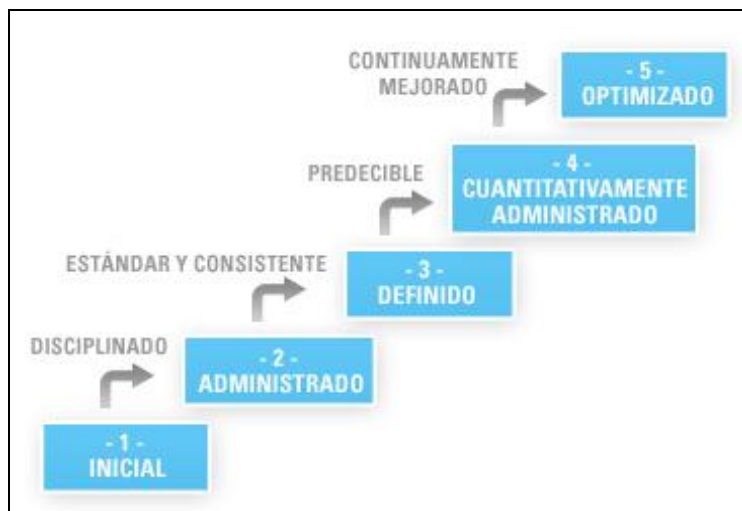 CONTINUAMENTE
MEJORADO
- 5 -
OPTIMIZADO
PREDECIBLE
- 4 -
CUANTITATIVAMENTE
ADMINISTRADO
ESTÁNDAR Y CONSISTENTE
- 3 -
DEFINIDO
DISCIPLINADO
- 2 -
ADMINISTRADO
- 1 -
INICIAL